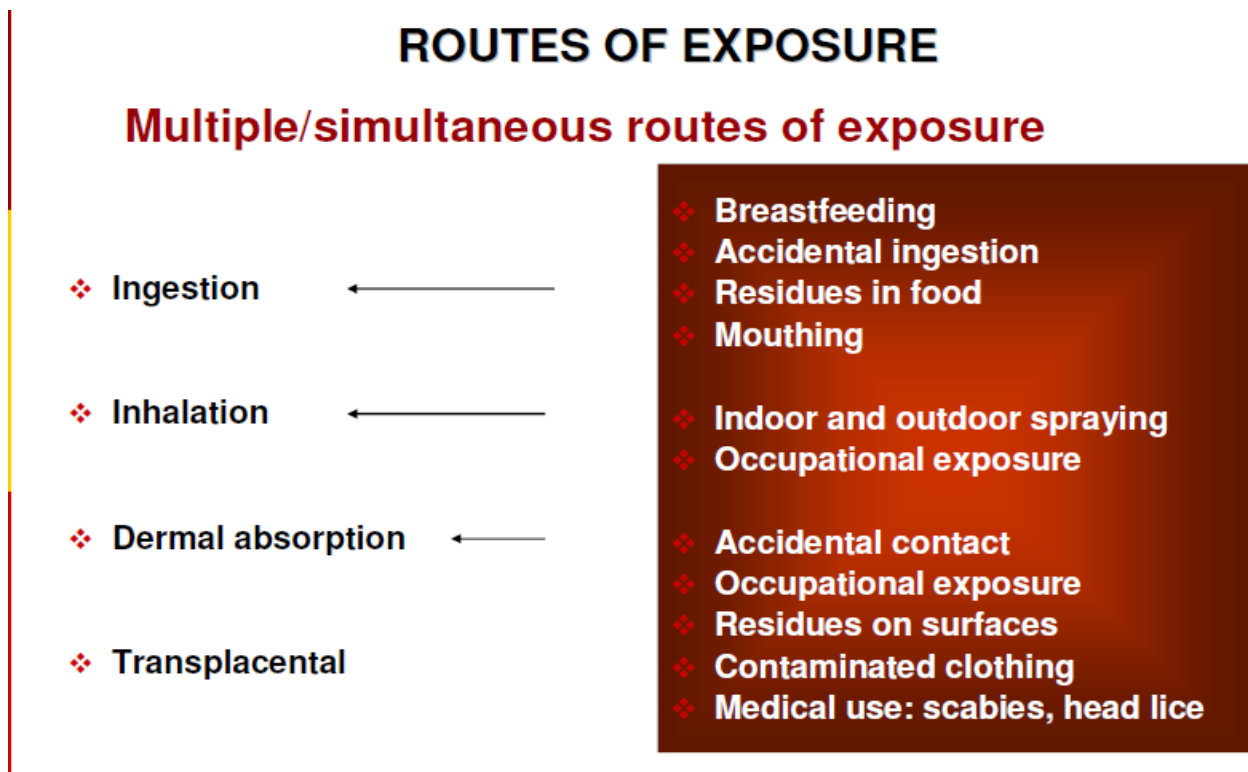 ROUTES OF EXPOSURE
Multiple/simultaneous routes of exposure
Ingestion
Inhalation
Dermal absorption
Transplacental
Breastfeeding
Accidental ingestion
Residues in food
Mouthing
Indoor and outdoor spraying
Occupational exposure
Accidental contact
Occupational exposure
Residues on surfaces
Contaminated clothing
Medical use: scabies, head lice